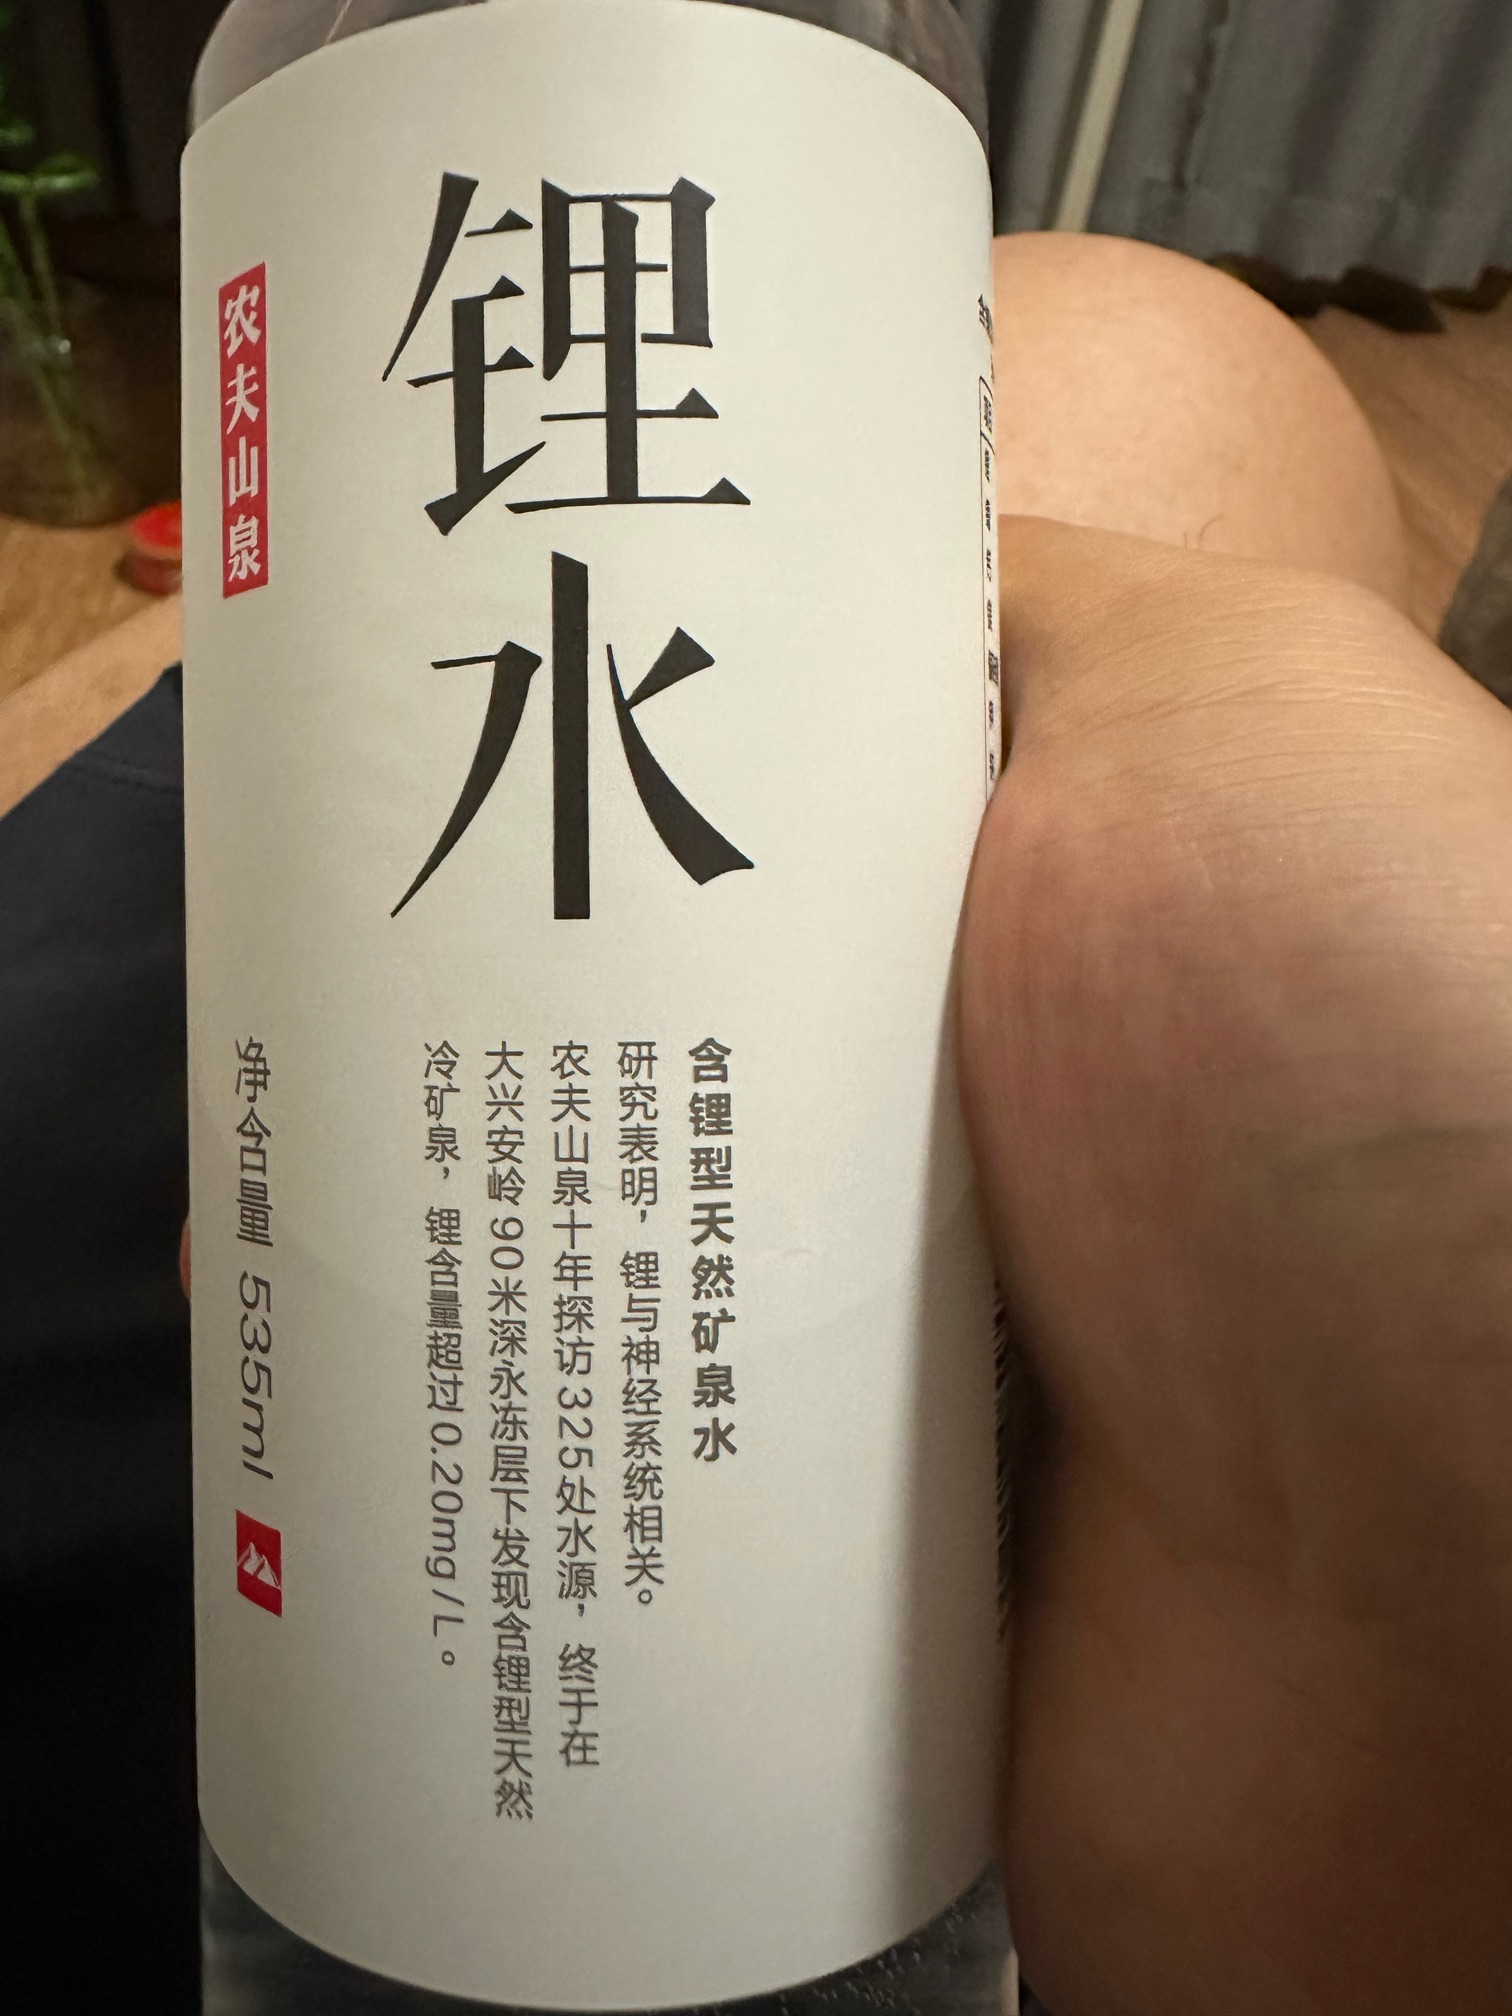 锂水
含锂型天然矿泉水
研究表明，锂与神经系统相关。
农夫山泉十年探访325处水源，终于在
大兴安岭90米深永冻层下发现含锂型天然
冷矿泉，锂含量超过0.20mg/L。
农夫山泉
净含量 535ml